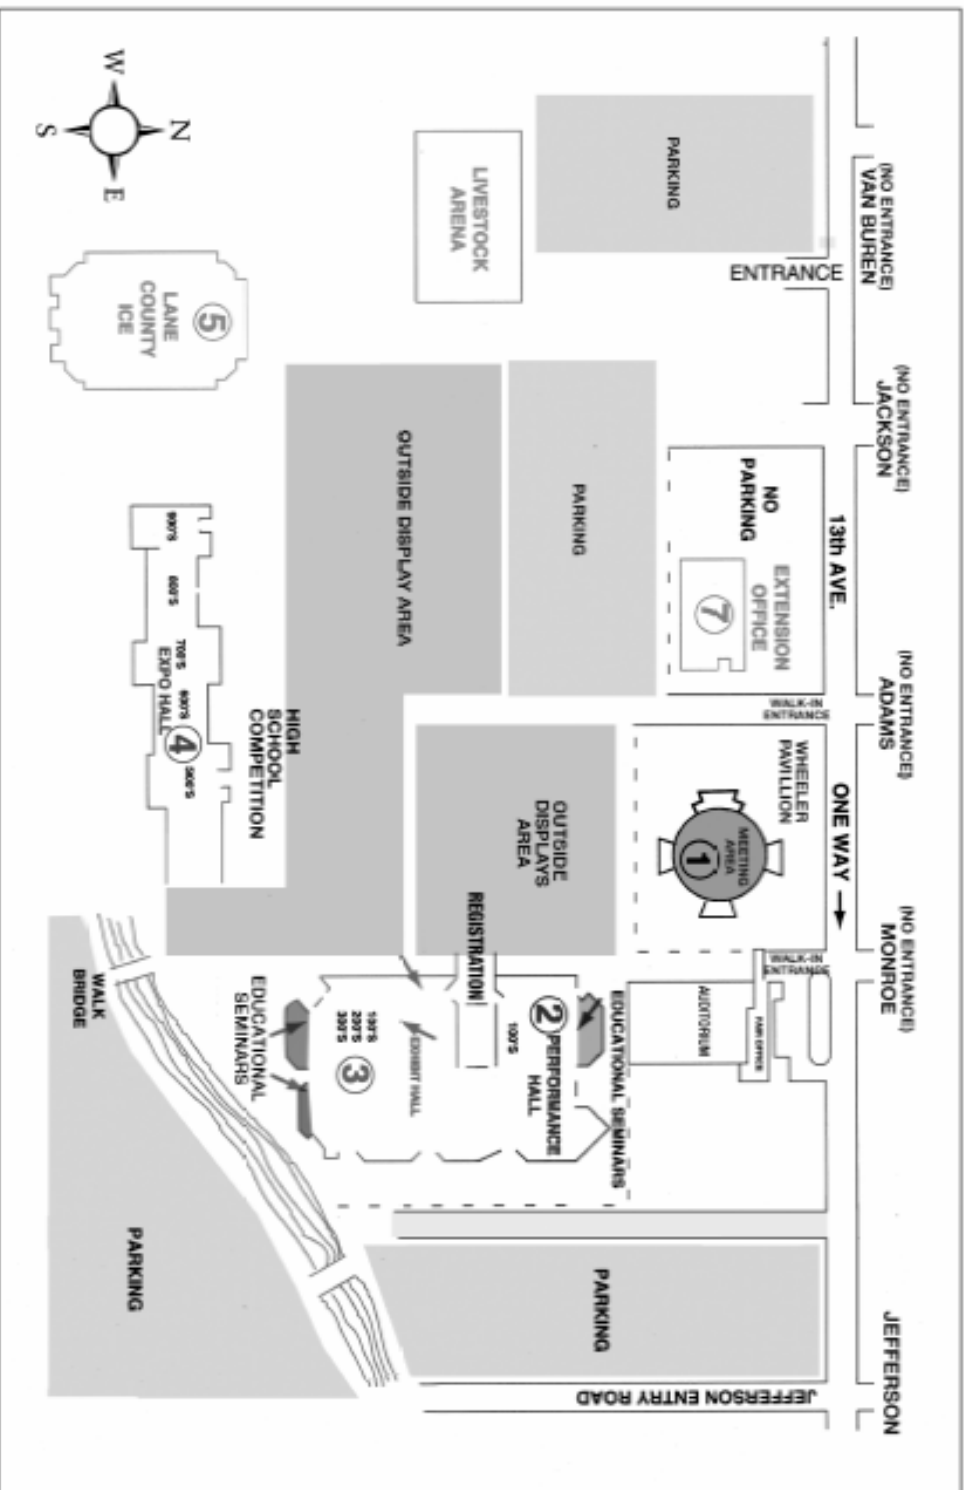 (NO ENTRANCE)
VAN BUREN
(NO ENTRANCE)
JACKSON
(NO ENTRANCE)
ADAMS
(NO ENTRANCE)
MONROE
JEFFERSON
13th AVE.
ONE WAY
ENTRANCE
PARKING
NO
PARKING
EXTENSION
OFFICE
7
WALK-IN
ENTRANCE
WHEELER
PAVILLION
MEETING
AREA
1
WALK-IN
ENTRANCE
FAIR OFFICE
AUDITORIUM
JEFFERSON ENTRY ROAD
PARKING
LIVESTOCK
ARENA
PARKING
OUTSIDE
DISPLAYS
AREA
EDUCATIONAL SEMINARS
2
PERFORMANCE
HALL
100'S
REGISTRATION
OUTSIDE DISPLAY AREA
EXHIBIT HALL
100'S
200'S
300'S
3
EDUCATIONAL
SEMINARS
W
N
S
E
5
LANE
COUNTY
ICE
HIGH
SCHOOL
COMPETITION
900'S
700'S
EXPO HALL
4
500'S
WALK
BRIDGE
PARKING